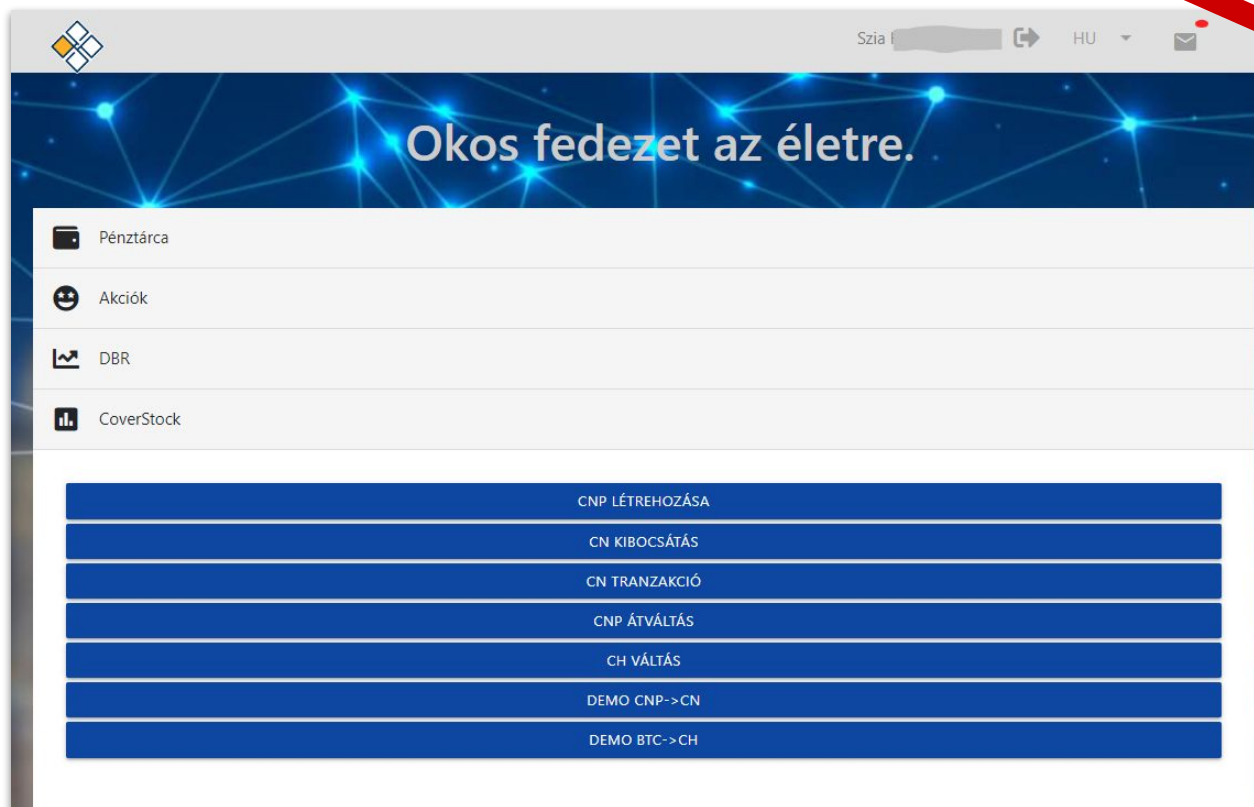 Szia HU
Okos fedezet az életre.
Pénztárca
Akciók
DBR
CoverStock
CNP LÉTREHOZÁSA
CN KIBOCSÁTÁS
CN TRANZAKCIÓ
CNP ÁTVÁLTÁS
CH VÁLTÁS
DEMO CNP->CN
DEMO BTC->CH